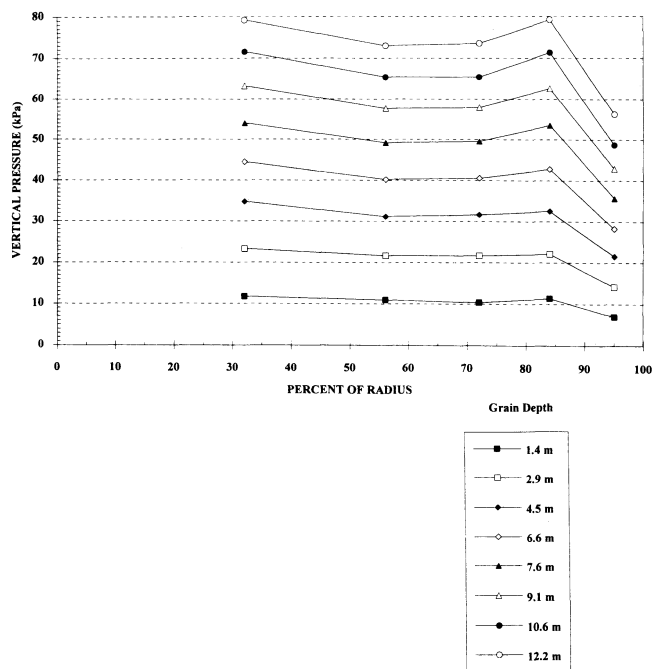 80
70
60
50
40
30
20
10
0
VERTICAL PRESSURE (kPa)
0 10 20 30 40 50 60 70 80 90 100
PERCENT OF RADIUS
Grain Depth
1.4 m
2.9 m
4.5 m
6.6 m
7.6 m
9.1 m
10.6 m
12.2 m